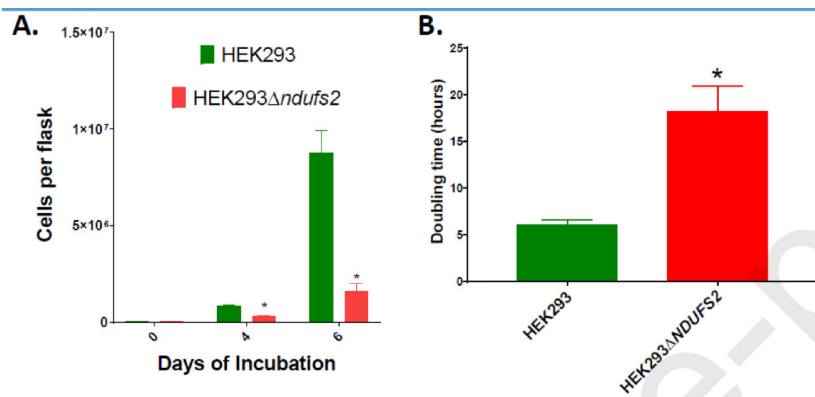 A.
1.5×10⁷
1×10⁷
5×10⁶
0
Cells per flask
HEK293
HEK293Δndufs2
*
*
0
4
6
Days of Incubation
B.
25
20
15
10
5
0
Doubling time (hours)
*
HEK293
HEK293ΔNDUFS2
e-p